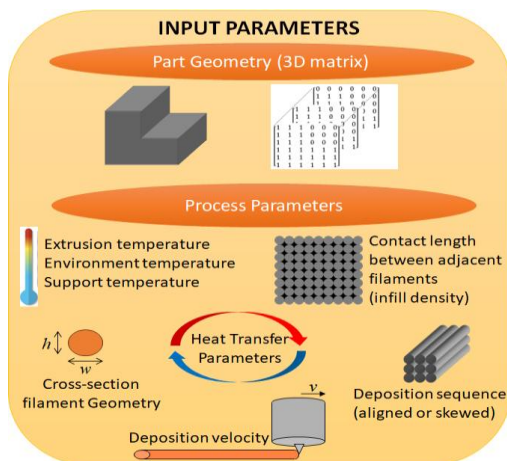 INPUT PARAMETERS
Part Geometry (3D matrix)
Process Parameters
Extrusion temperature
Environment temperature
Support temperature
Contact length
between adjacent
filaments
(infill density)
Heat Transfer
Parameters
h
w
Cross-section
filament Geometry
Deposition sequence
(aligned or skewed)
v
Deposition velocity